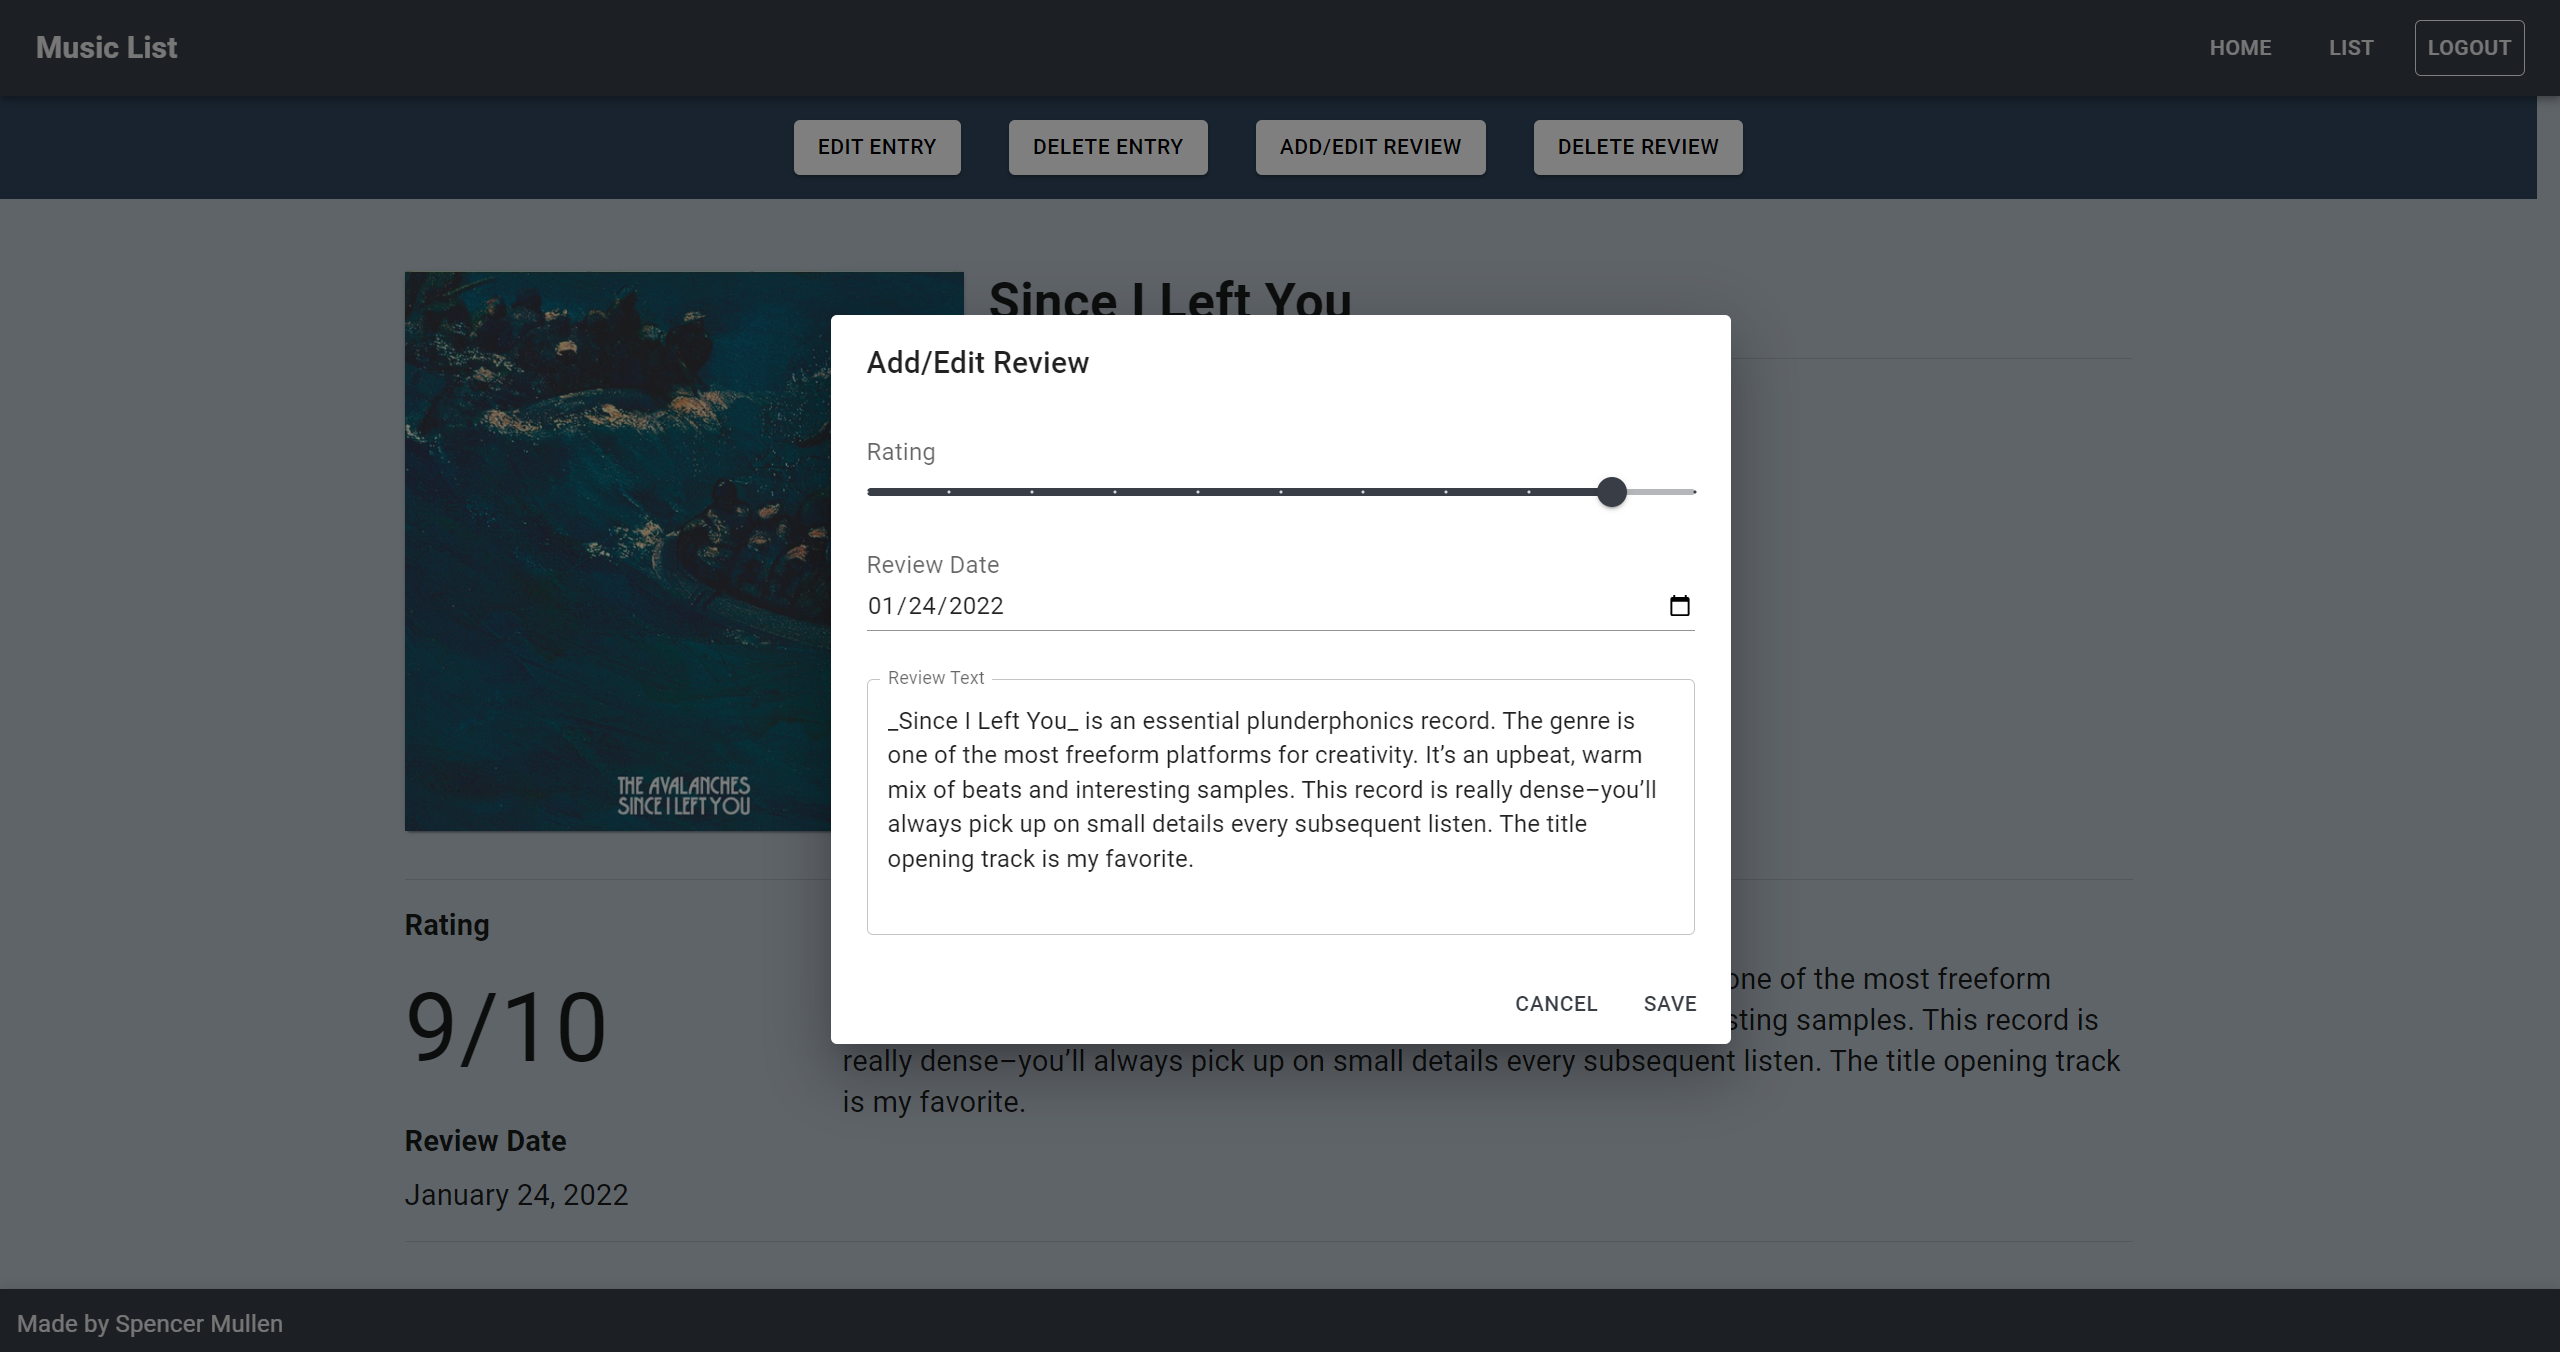 Music List
HOME
LIST
LOGOUT
EDIT ENTRY
DELETE ENTRY
ADD/EDIT REVIEW
DELETE REVIEW
Since I Left You
THE AVALANCHES
SINCE I LEFT YOU
Add/Edit Review
Rating
Review Date
01/24/2022
Review Text
_Since I Left You_ is an essential plunderphonics record. The genre is
one of the most freeform platforms for creativity. It’s an upbeat, warm
mix of beats and interesting samples. This record is really dense–you’ll
always pick up on small details every subsequent listen. The title
opening track is my favorite.
CANCEL
SAVE
Rating
9/10
Review Date
January 24, 2022
one of the most freeform
samples. This record is
really dense–you’ll always pick up on small details every subsequent listen. The title opening track
is my favorite.
Made by Spencer Mullen